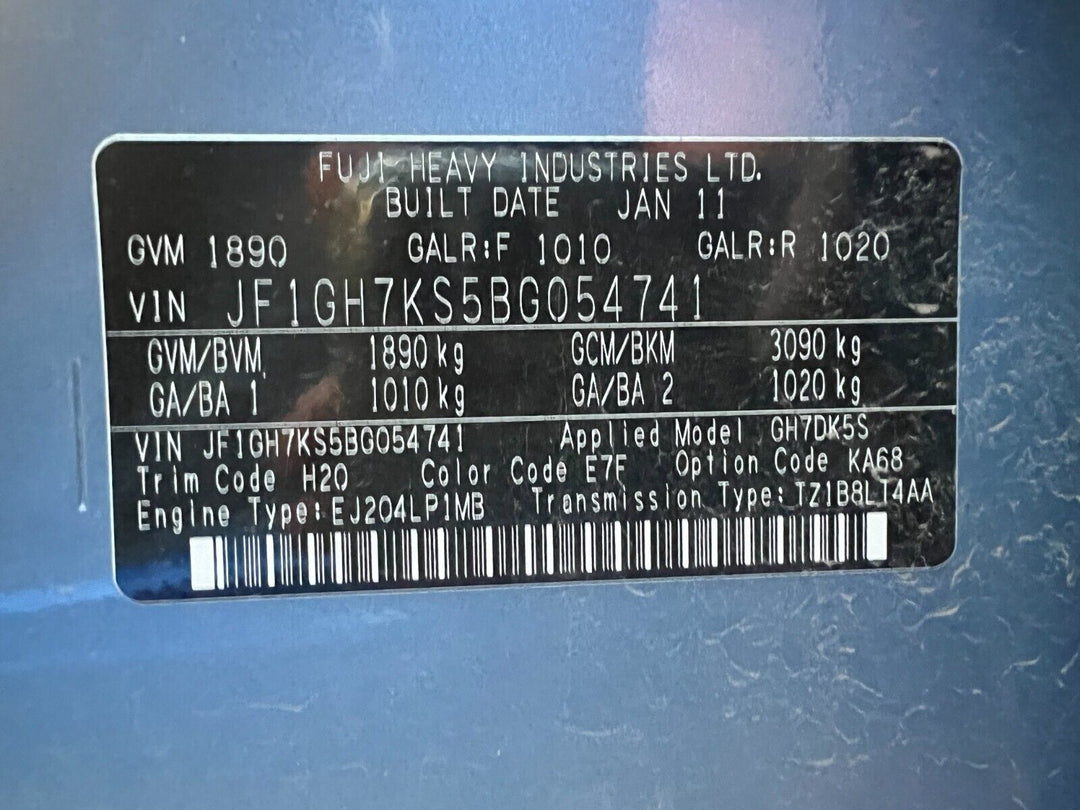 FUJI HEAVY INDUSTRIES LTD.
BUILT DATE JAN 11
GVM 1890 GALR:F 1010 GALR:R 1020
VIN JF1GH7KS5BG054741
GVM/BVM 1890 kg GCM/BKM 3090 kg
GA/BA 1 1010 kg GA/BA 2 1020 kg
VIN JF1GH7KS5BG054741 Applied Model GH7DK5S
Trim Code H20 Color Code E7F Option Code KA68
Engine Type:EJ204LP1MB Transmission Type:TZ1B8LT4AA